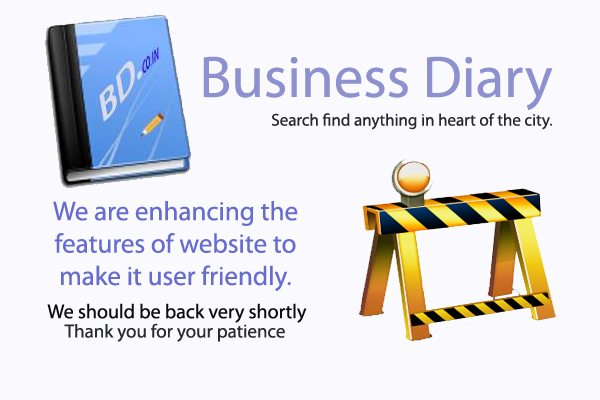 BD.CO.IN
Business Diary
Search find anything in heart of the city.
We are enhancing the
features of website to
make it user friendly.
We should be back very shortly
Thank you for your patience